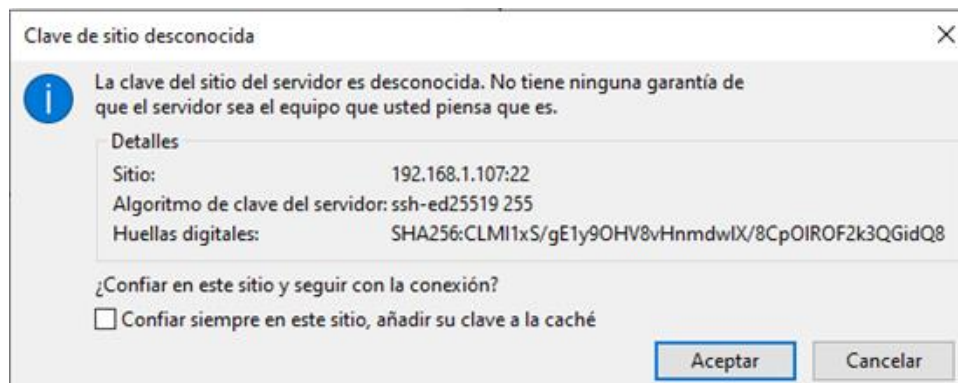 Clave de sitio desconocida
La clave del sitio del servidor es desconocida. No tiene ninguna garantía de
que el servidor sea el equipo que usted piensa que es.
Detalles
Sitio: 192.168.1.107:22
Algoritmo de clave del servidor: ssh-ed25519 255
Huellas digitales: SHA256:CLMI1xS/gE1y9OHV8vHnmdwIX/8CpOIROF2k3QGidQ8
¿Confiar en este sitio y seguir con la conexión?
Confiar siempre en este sitio, añadir su clave a la caché
Aceptar Cancelar